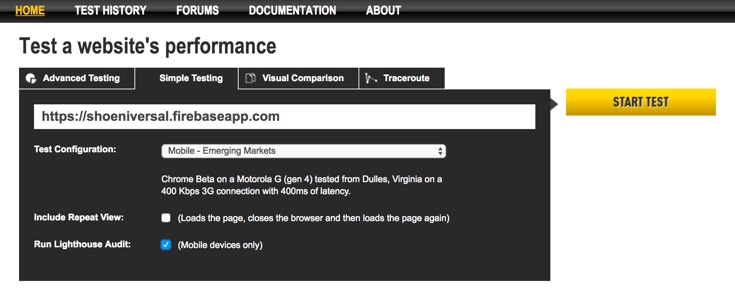 HOME TEST HISTORY FORUMS DOCUMENTATION ABOUT
Test a website's performance
Advanced Testing Simple Testing Visual Comparison Traceroute
https://shoeniversal.firebaseapp.com START TEST
Test Configuration: Mobile - Emerging Markets
Chrome Beta on a Motorola G (gen 4) tested from Dulles, Virginia on a
400 Kbps 3G connection with 400ms of latency.
Include Repeat View: (Loads the page, closes the browser and then loads the page again)
Run Lighthouse Audit: (Mobile devices only)